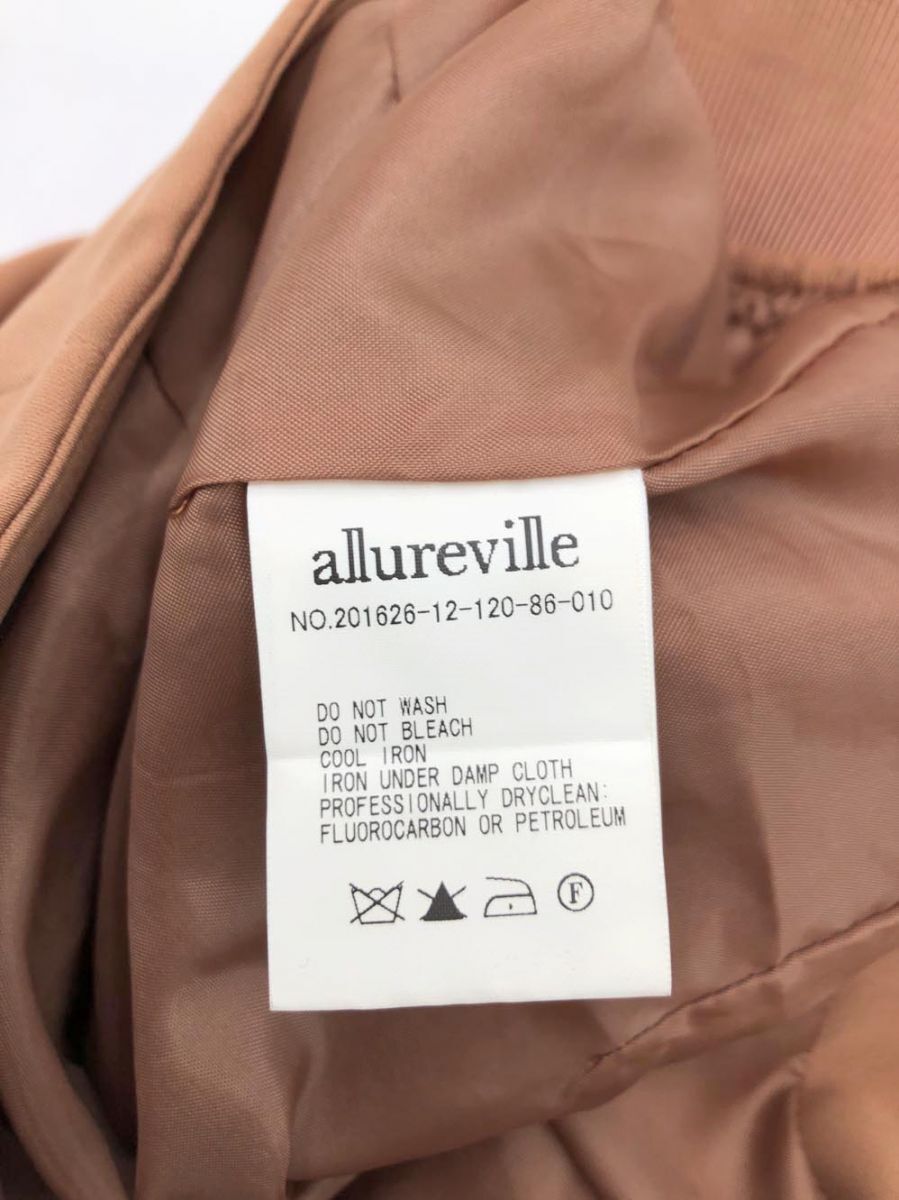 allureville
NO.201626-12-120-86-010
DO NOT WASH
DO NOT BLEACH
COOL IRON
IRON UNDER DAMP CLOTH
PROFESSIONALLY DRYCLEAN:
FLUOROCARBON OR PETROLEUM
F